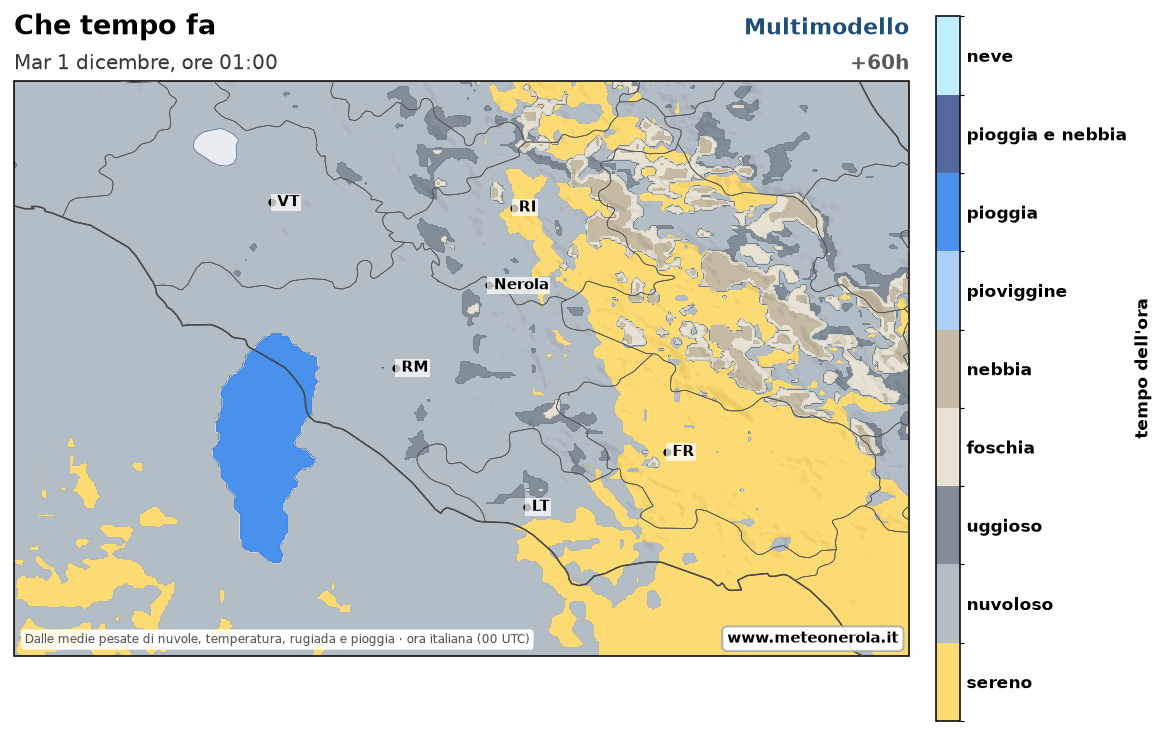 Che tempo fa
Multimodello
Mar 1 dicembre, ore 01:00
+60h
VT
RI
Nerola
RM
FR
LT
Dalle medie pesate di nuvole, temperatura, rugiada e pioggia · ora italiana (00 UTC)
www.meteonerola.it
neve
pioggia e nebbia
pioggia
pioviggine
nebbia
foschia
uggioso
nuvoloso
sereno
tempo dell'ora